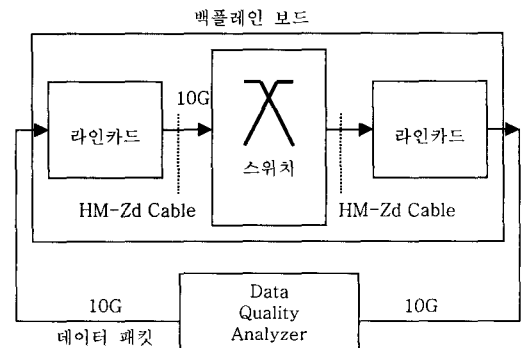 백플레인 보드
10G
라인카드
스위치
라인카드
HM-Zd Cable
HM-Zd Cable
10G
데이터 패킷
Data
Quality
Analyzer
10G